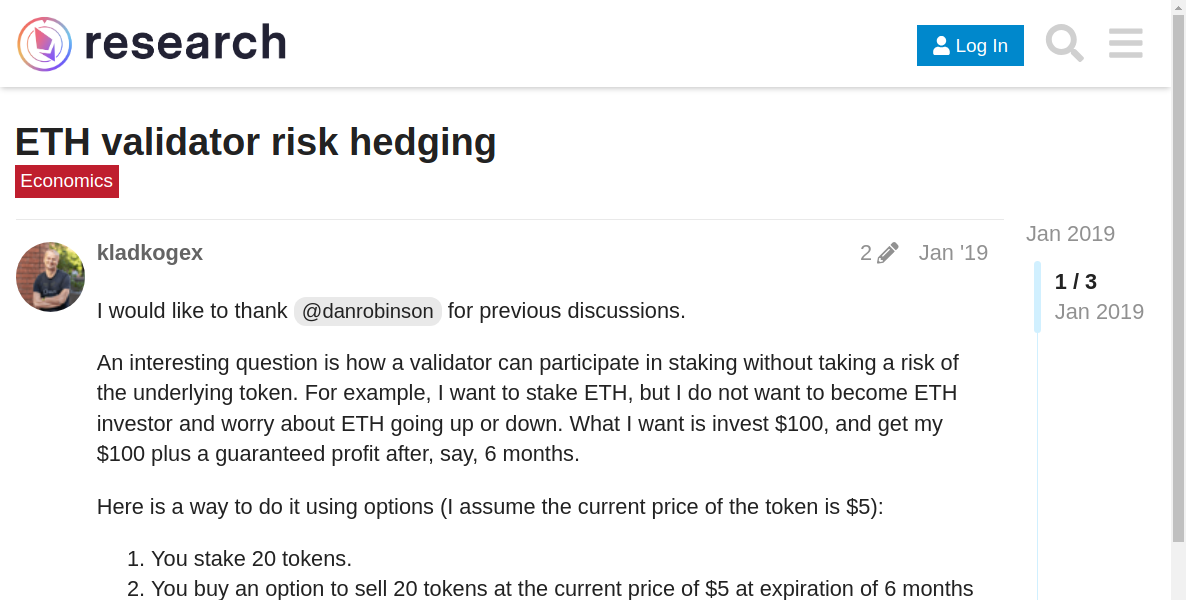 research
Log In
ETH validator risk hedging
Economics
kladkogex
2
Jan '19
I would like to thank @danrobinson for previous discussions.
An interesting question is how a validator can participate in staking without taking a risk of
the underlying token. For example, I want to stake ETH, but I do not want to become ETH
investor and worry about ETH going up or down. What I want is invest $100, and get my
$100 plus a guaranteed profit after, say, 6 months.
Here is a way to do it using options (I assume the current price of the token is $5):
1. You stake 20 tokens.
2. You buy an option to sell 20 tokens at the current price of $5 at expiration of 6 months
Jan 2019
1 / 3
Jan 2019